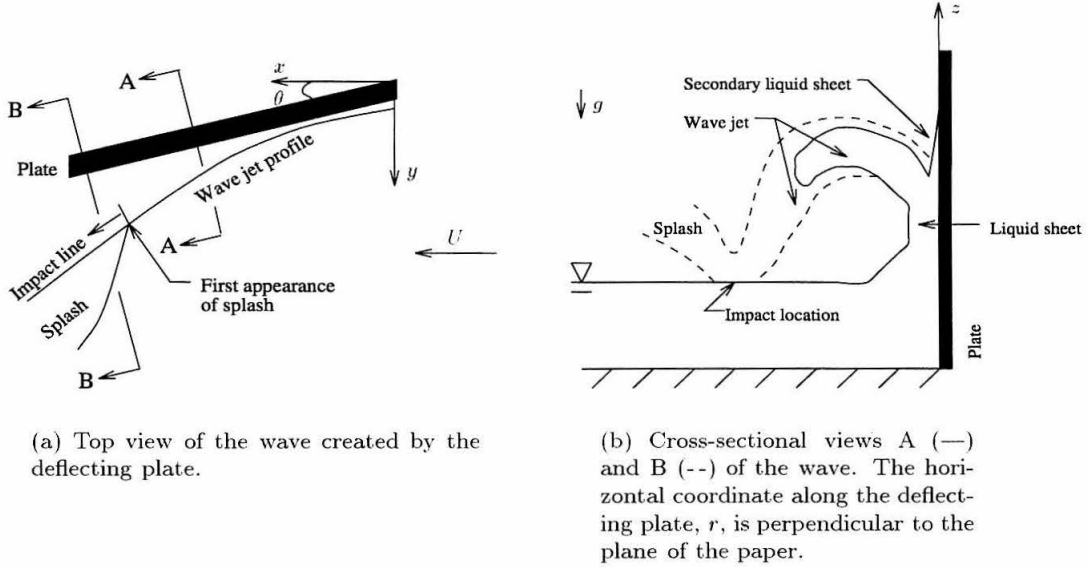 A
B
x
θ
Plate
Wave jet profile
y
A
U
Impact line
First appearance
of splash
Splash
B
(a) Top view of the wave created by the
deflecting plate.
z
Secondary liquid sheet
g
Wave jet
Splash
Liquid sheet
Impact location
Plate
(b) Cross-sectional views A (—)
and B (--) of the wave. The hori-
zontal coordinate along the deflect-
ing plate, r, is perpendicular to the
plane of the paper.